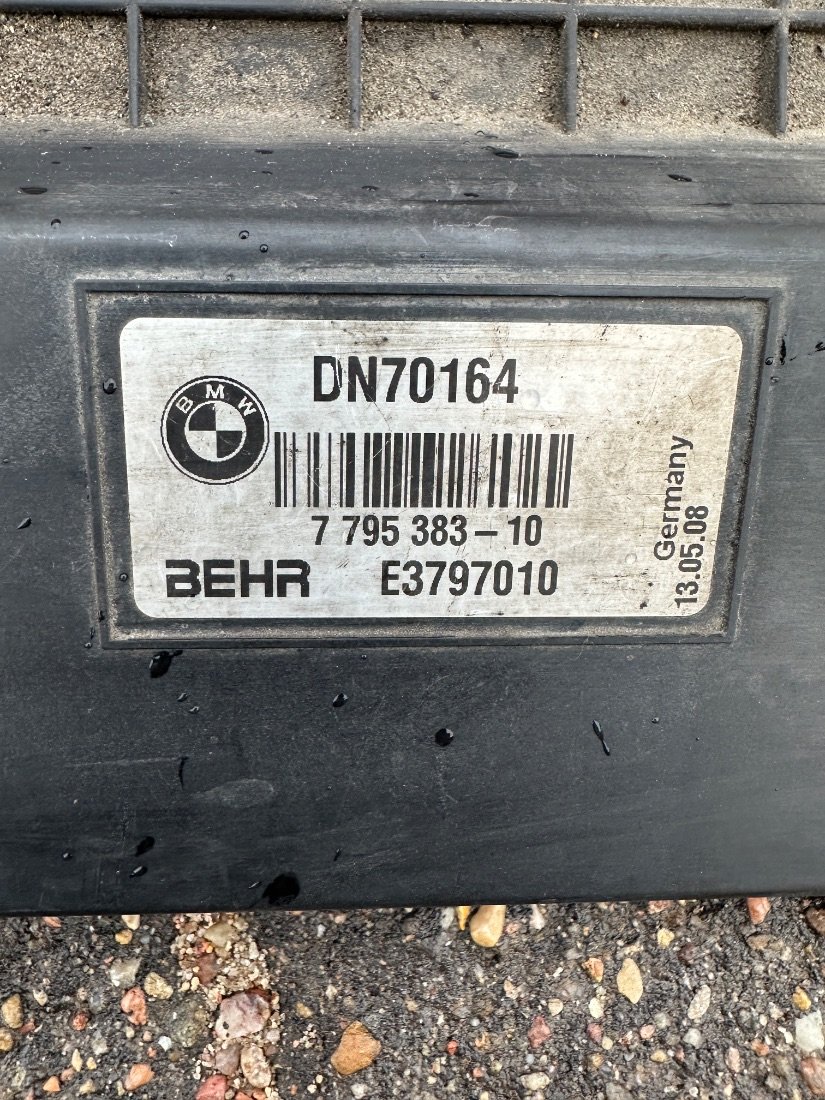 DN70164
BMW
7 795 383 – 10
BEHR E3797010
Germany
13.05.08